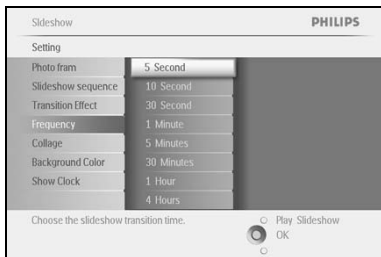 Slideshow
PHILIPS
Setting
Photo fram
Slideshow sequence
Transition Effect
Frequency
Collage
Background Color
Show Clock
5 Second
10 Second
30 Second
1 Minute
5 Minutes
30 Minutes
1 Hour
4 Hours
Choose the slideshow transition time.
Play Slideshow
OK